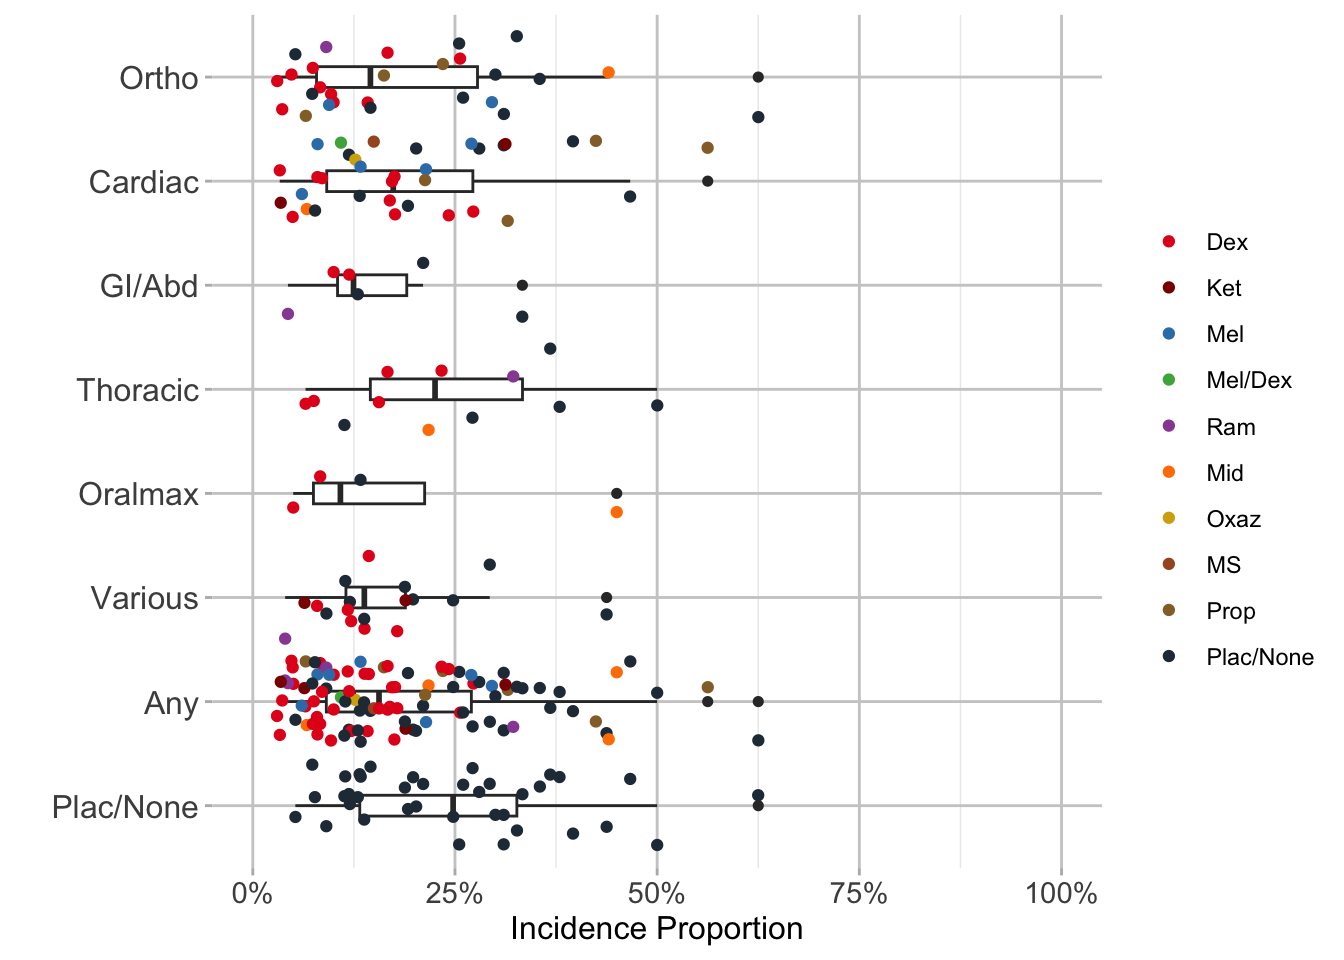 Ortho
Cardiac
GI/Abd
Thoracic
Oralmax
Various
Any
Plac/None
0%
25%
50%
75%
100%
Incidence Proportion
Dex
Ket
Mel
Mel/Dex
Ram
Mid
Oxaz
MS
Prop
Plac/None